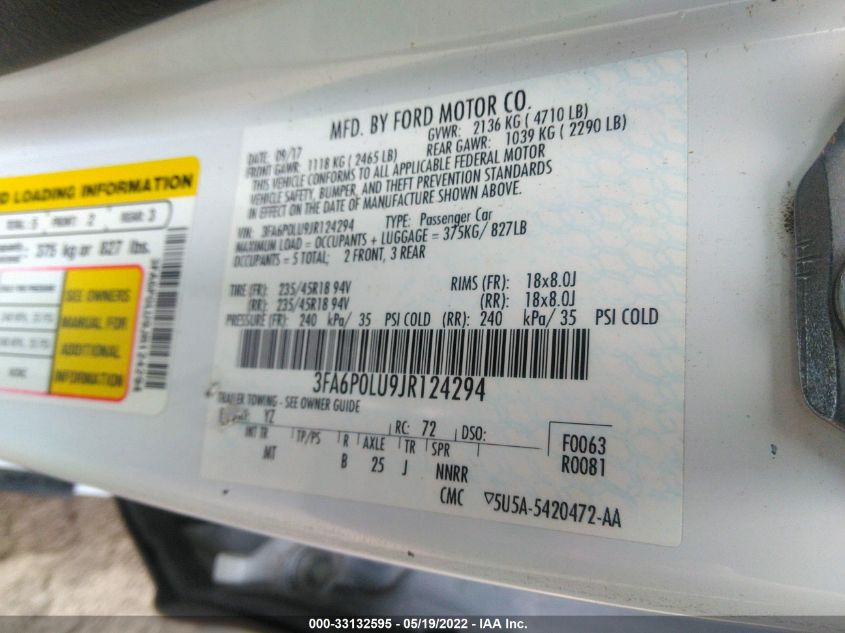 MFD. BY FORD MOTOR CO.
DATE: 09/17 GVWR: 2136 KG ( 4710 LB)
FRONT GAWR: 1118 KG ( 2465 LB) REAR GAWR: 1039 KG ( 2290 LB)
THIS VEHICLE CONFORMS TO ALL APPLICABLE FEDERAL MOTOR
VEHICLE SAFETY, BUMPER, AND THEFT PREVENTION STANDARDS
IN EFFECT ON THE DATE OF MANUFACTURE SHOWN ABOVE.
VIN: 3FA6P0LU9JR124294 TYPE: Passenger Car
MAXIMUM LOAD = OCCUPANTS + LUGGAGE = 375KG/ 827LB
OCCUPANTS = 5 TOTAL; 2 FRONT, 3 REAR
TIRE (FR): 235/45R18 94V RIMS (FR): 18x8.0J
(RR): 235/45R18 94V (RR): 18x8.0J
PRESSURE (FR): 240 kPa/ 35 PSI COLD (RR): 240 kPa/ 35 PSI COLD
3FA6P0LU9JR124294
TRAILER TOWING - SEE OWNER GUIDE
YZ RC: 72 DSO: F0063
INT TR TP/PS R AXLE TR SPR R0081
MT B 25 J NNRR
CMC ▽5U5A-5420472-AA
LOADING INFORMATION
TOTAL: 5 FRONT: 2 REAR: 3
375 kg or 827 lbs.
SEE OWNERS
MANUAL FOR
ADDITIONAL
INFORMATION
3FA6P0LU9JR124294
000-33132595 - 05/19/2022 - IAA Inc.